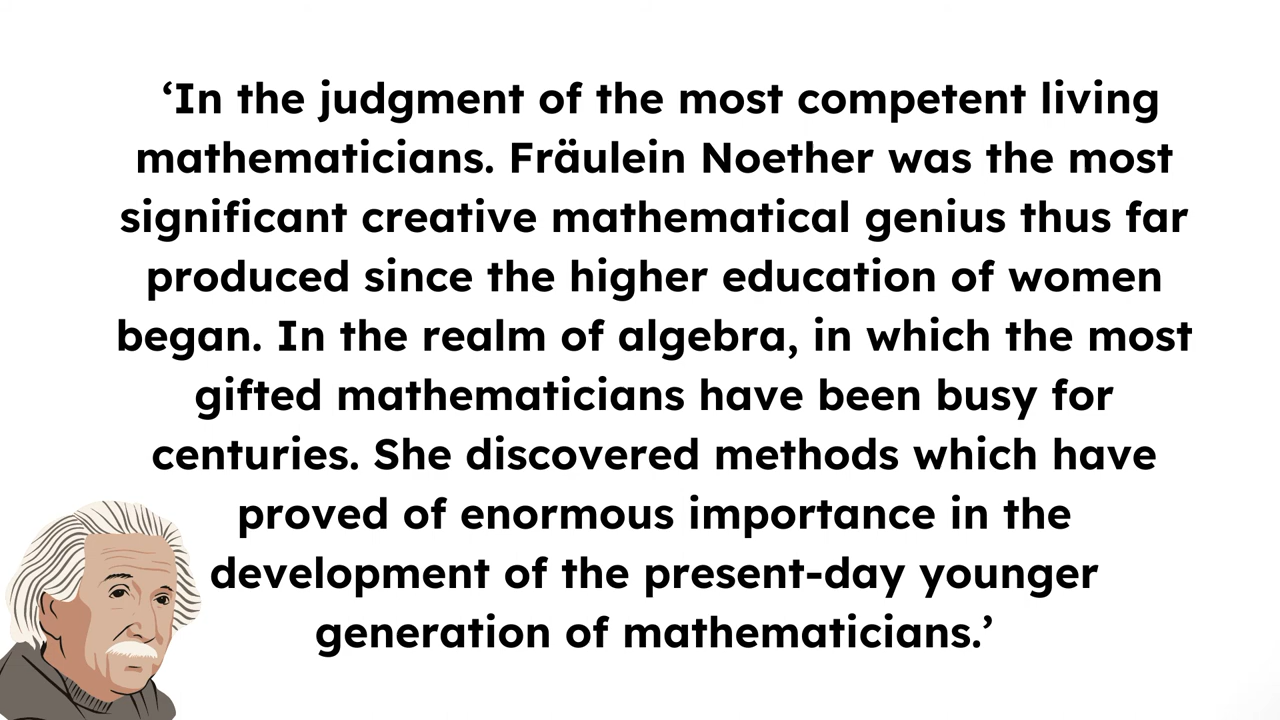 ‘In the judgment of the most competent living
mathematicians. Fräulein Noether was the most
significant creative mathematical genius thus far
produced since the higher education of women
began. In the realm of algebra, in which the most
gifted mathematicians have been busy for
centuries. She discovered methods which have
proved of enormous importance in the
development of the present-day younger
generation of mathematicians.’